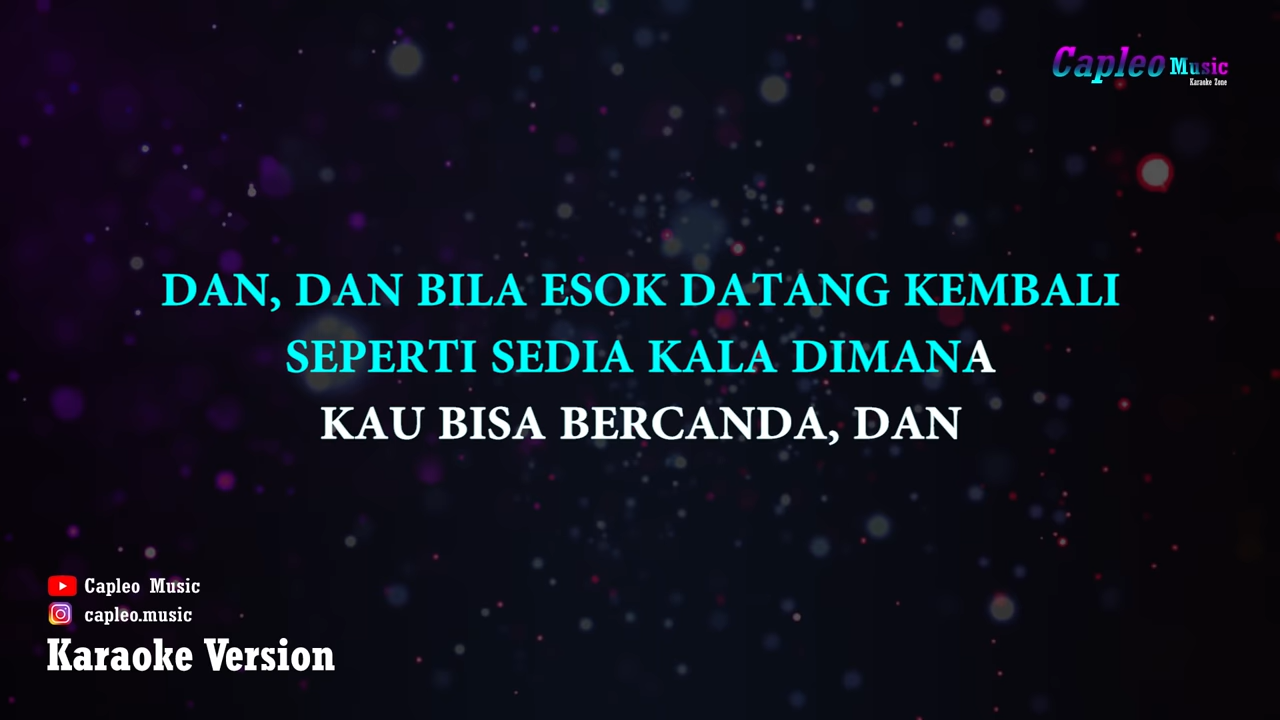 Capleo Music
Karaoke Zone
DAN, DAN BILA ESOK DATANG KEMBALI
SEPERTI SEDIA KALA DIMANA
KAU BISA BERCANDA, DAN
Capleo Music
capleo.music
Karaoke Version